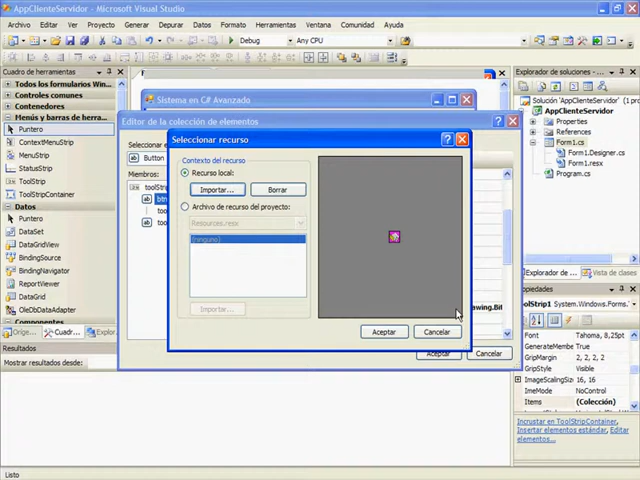 AppClienteServidor - Microsoft Visual Studio
Archivo Editar Ver Proyecto Generar Depurar Datos Formato Herramientas Ventana Comunidad Ayuda
Debug Any CPU
Cuadro de herramientas
Todos los formularios Win...
Controles comunes
Contenedores
Menús y barras de herra...
Puntero
ContextMenuStrip
MenuStrip
StatusStrip
ToolStrip
ToolStripContainer
Datos
Puntero
DataSet
DataGridView
BindingSource
BindingNavigator
ReportViewer
DataGrid
OleDbDataAdapter
Oríge... Cuadr... Explor...
Resultados
Mostrar resultados desde:
Listo
Sistema en C# Avanzado
Editor de la colección de elementos
Button
Miembros:
Aceptar Cancelar
Seleccionar recurso
Contexto del recurso
Recurso local:
Importar... Borrar
Archivo de recurso del proyecto:
Resources.resx
(ninguno)
Importar...
Aceptar Cancelar
Explorador de soluciones -
Solución 'AppClienteServidor' (1
AppClienteServidor
Properties
References
Form1.cs
Form1.Designer.cs
Form1.resx
Program.cs
Explorador de... Vista de clases
Propiedades
toolStrip1 System.Windows.Forms.
Font Tahoma, 8,25pt
GenerateMembe True
GripMargin 2, 2, 2, 2
GripStyle Visible
ImageScalingSiz 16, 16
ImeMode NoControl
Items (Colección)
Incrustar en ToolStripContainer,
Insertar elementos estándar, Editar
elementos...